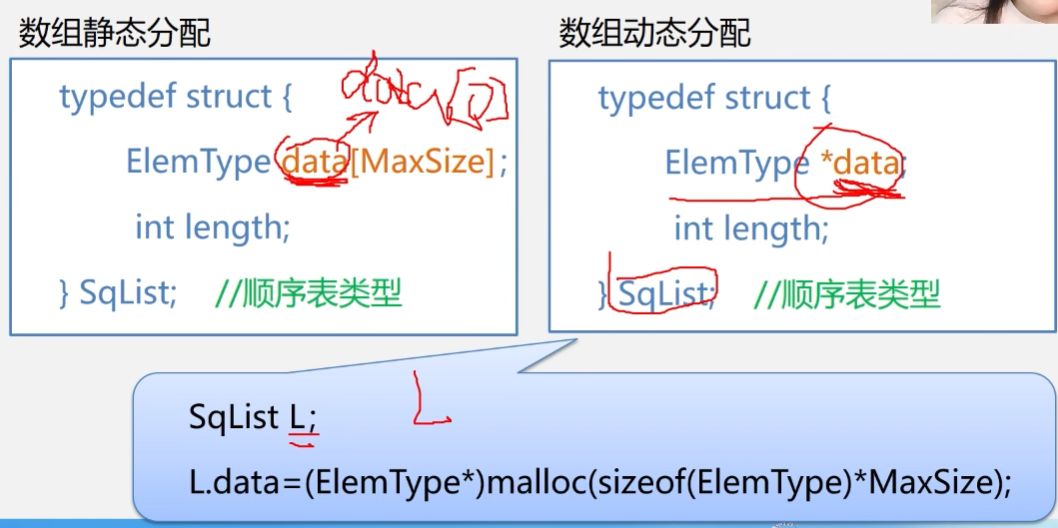 数组静态分配
typedef struct {
ElemType data[MaxSize];
int length;
} SqList; //顺序表类型
data[0]
数组动态分配
typedef struct {
ElemType *data;
int length;
} SqList; //顺序表类型
L
SqList L;
L.data=(ElemType*)malloc(sizeof(ElemType)*MaxSize);